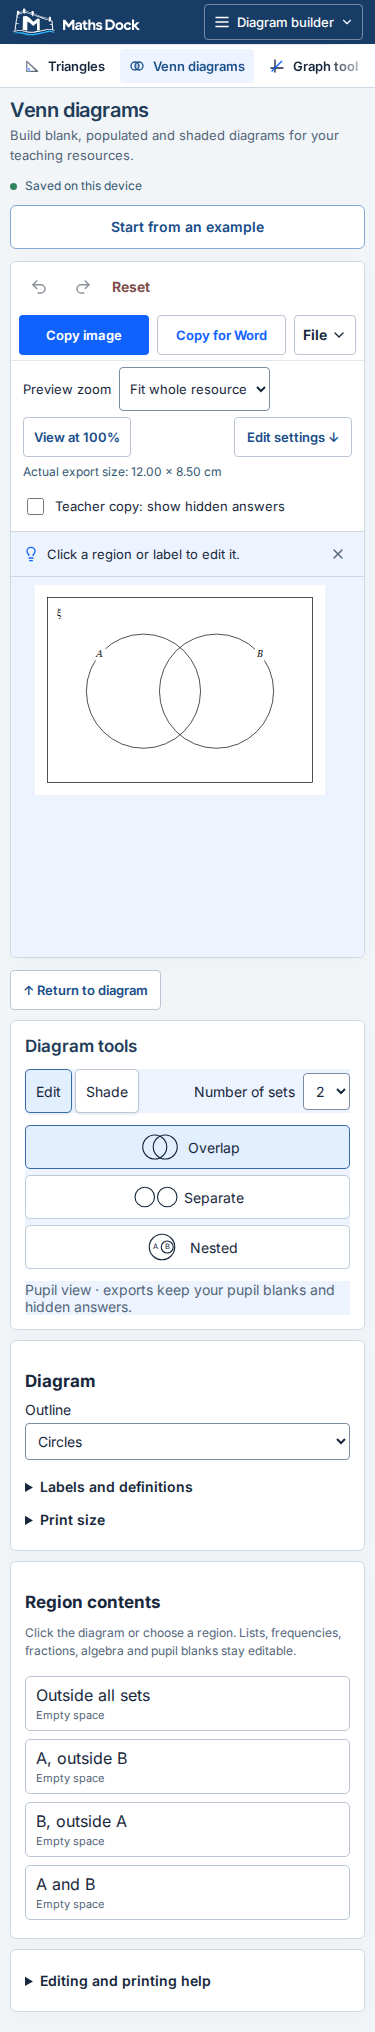 Maths Dock
Diagram builder
Triangles
Venn diagrams
Graph tool
Venn diagrams
Build blank, populated and shaded diagrams for your
teaching resources.
Saved on this device
Start from an example
Reset
Copy image
Copy for Word
File
Preview zoom
Fit whole resource
View at 100%
Edit settings ↓
Actual export size: 12.00 × 8.50 cm
Teacher copy: show hidden answers
Click a region or label to edit it.
ξ
A
B
↑ Return to diagram
Diagram tools
Edit
Shade
Number of sets
2
Overlap
Separate
A B
Nested
Pupil view · exports keep your pupil blanks and
hidden answers.
Diagram
Outline
Circles
Labels and definitions
Print size
Region contents
Click the diagram or choose a region. Lists, frequencies,
fractions, algebra and pupil blanks stay editable.
Outside all sets
Empty space
A, outside B
Empty space
B, outside A
Empty space
A and B
Empty space
Editing and printing help